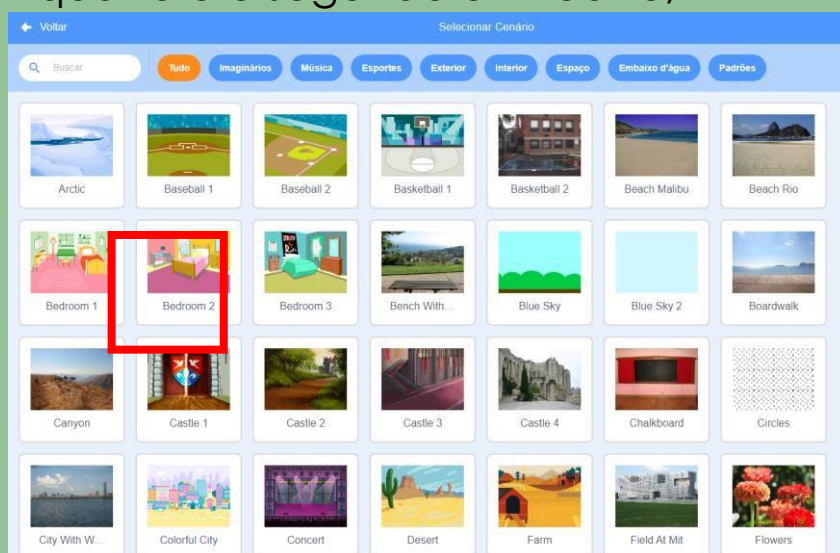 Voltar
Selecionar Cenário
Buscar
Tudo
Imaginários
Música
Esportes
Exterior
Interior
Espaço
Embaixo d'água
Padrões
Arctic
Baseball 1
Baseball 2
Basketball 1
Basketball 2
Beach Malibu
Beach Rio
Bedroom 1
Bedroom 2
Bedroom 3
Bench With...
Blue Sky
Blue Sky 2
Boardwalk
Canyon
Castle 1
Castle 2
Castle 3
Castle 4
Chalkboard
Circles
City With W...
Colorful City
Concert
Desert
Farm
Field At Mit
Flowers